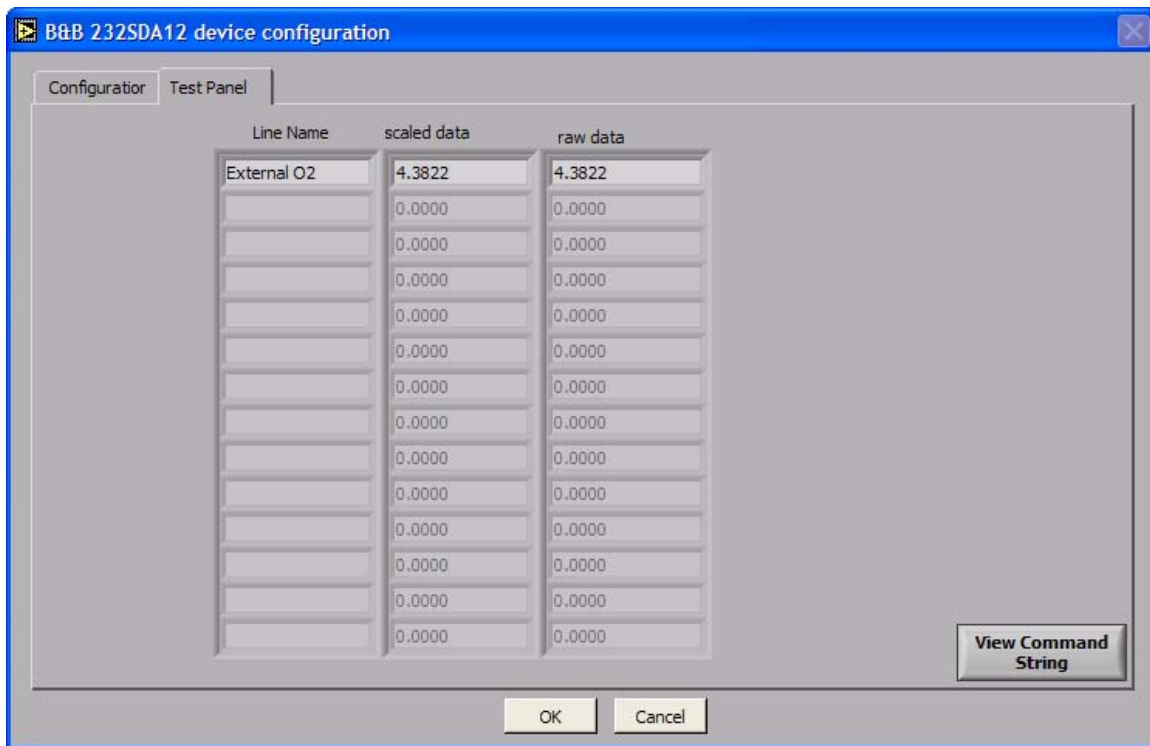 B&B 232SDA12 device configuration
Configuration Test Panel
Line Name scaled data raw data
External O2 4.3822 4.3822
0.0000 0.0000
0.0000 0.0000
0.0000 0.0000
0.0000 0.0000
0.0000 0.0000
0.0000 0.0000
0.0000 0.0000
0.0000 0.0000
0.0000 0.0000
0.0000 0.0000
0.0000 0.0000
0.0000 0.0000
0.0000 0.0000
View Command
String
OK Cancel